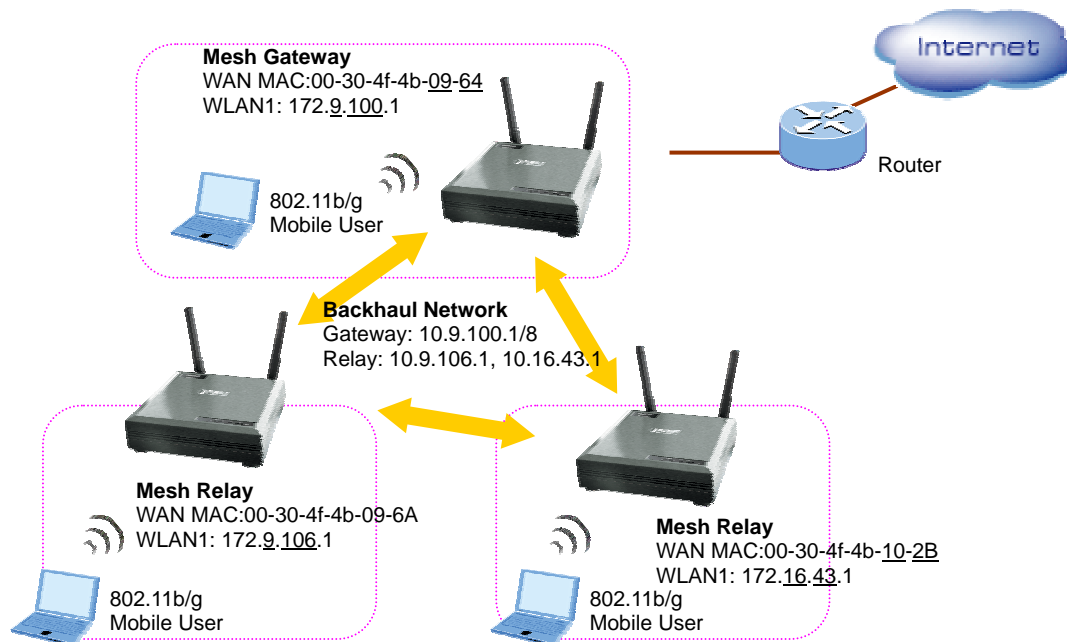 Mesh Gateway
WAN MAC:00-30-4f-4b-09-64
WLAN1: 172.9.100.1
Internet
Router
802.11b/g
Mobile User
Backhaul Network
Gateway: 10.9.100.1/8
Relay: 10.9.106.1, 10.16.43.1
Mesh Relay
WAN MAC:00-30-4f-4b-09-6A
WLAN1: 172.9.106.1
802.11b/g
Mobile User
Mesh Relay
WAN MAC:00-30-4f-4b-10-2B
WLAN1: 172.16.43.1
802.11b/g
Mobile User